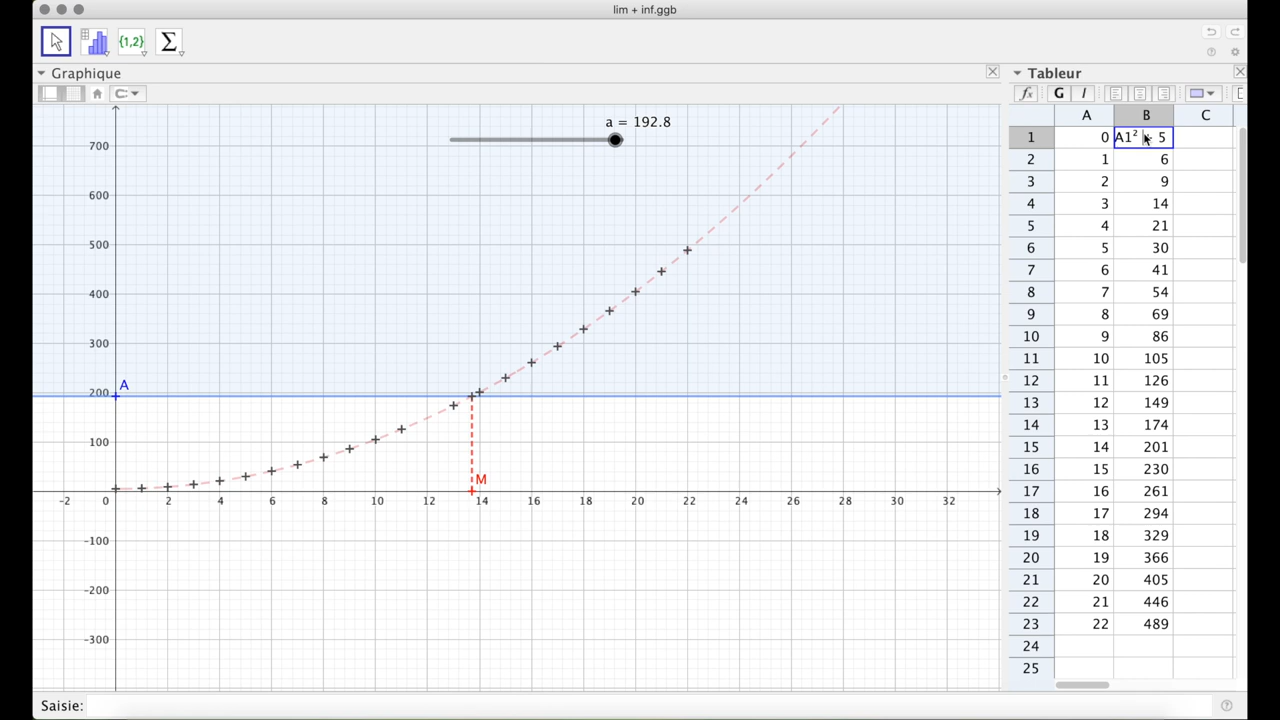 lim + inf.ggb
{1,2} Σ
Graphique
a = 192.8
700
600
500
400
300
200
100
-100
-200
-300
A
M
-2 0 2 4 6 8 10 12 14 16 18 20 22 24 26 28 30 32
Tableur
fx G I
A B C
1 0 A1² + 5
2 1 6
3 2 9
4 3 14
5 4 21
6 5 30
7 6 41
8 7 54
9 8 69
10 9 86
11 10 105
12 11 126
13 12 149
14 13 174
15 14 201
16 15 230
17 16 261
18 17 294
19 18 329
20 19 366
21 20 405
22 21 446
23 22 489
24
25
Saisie: